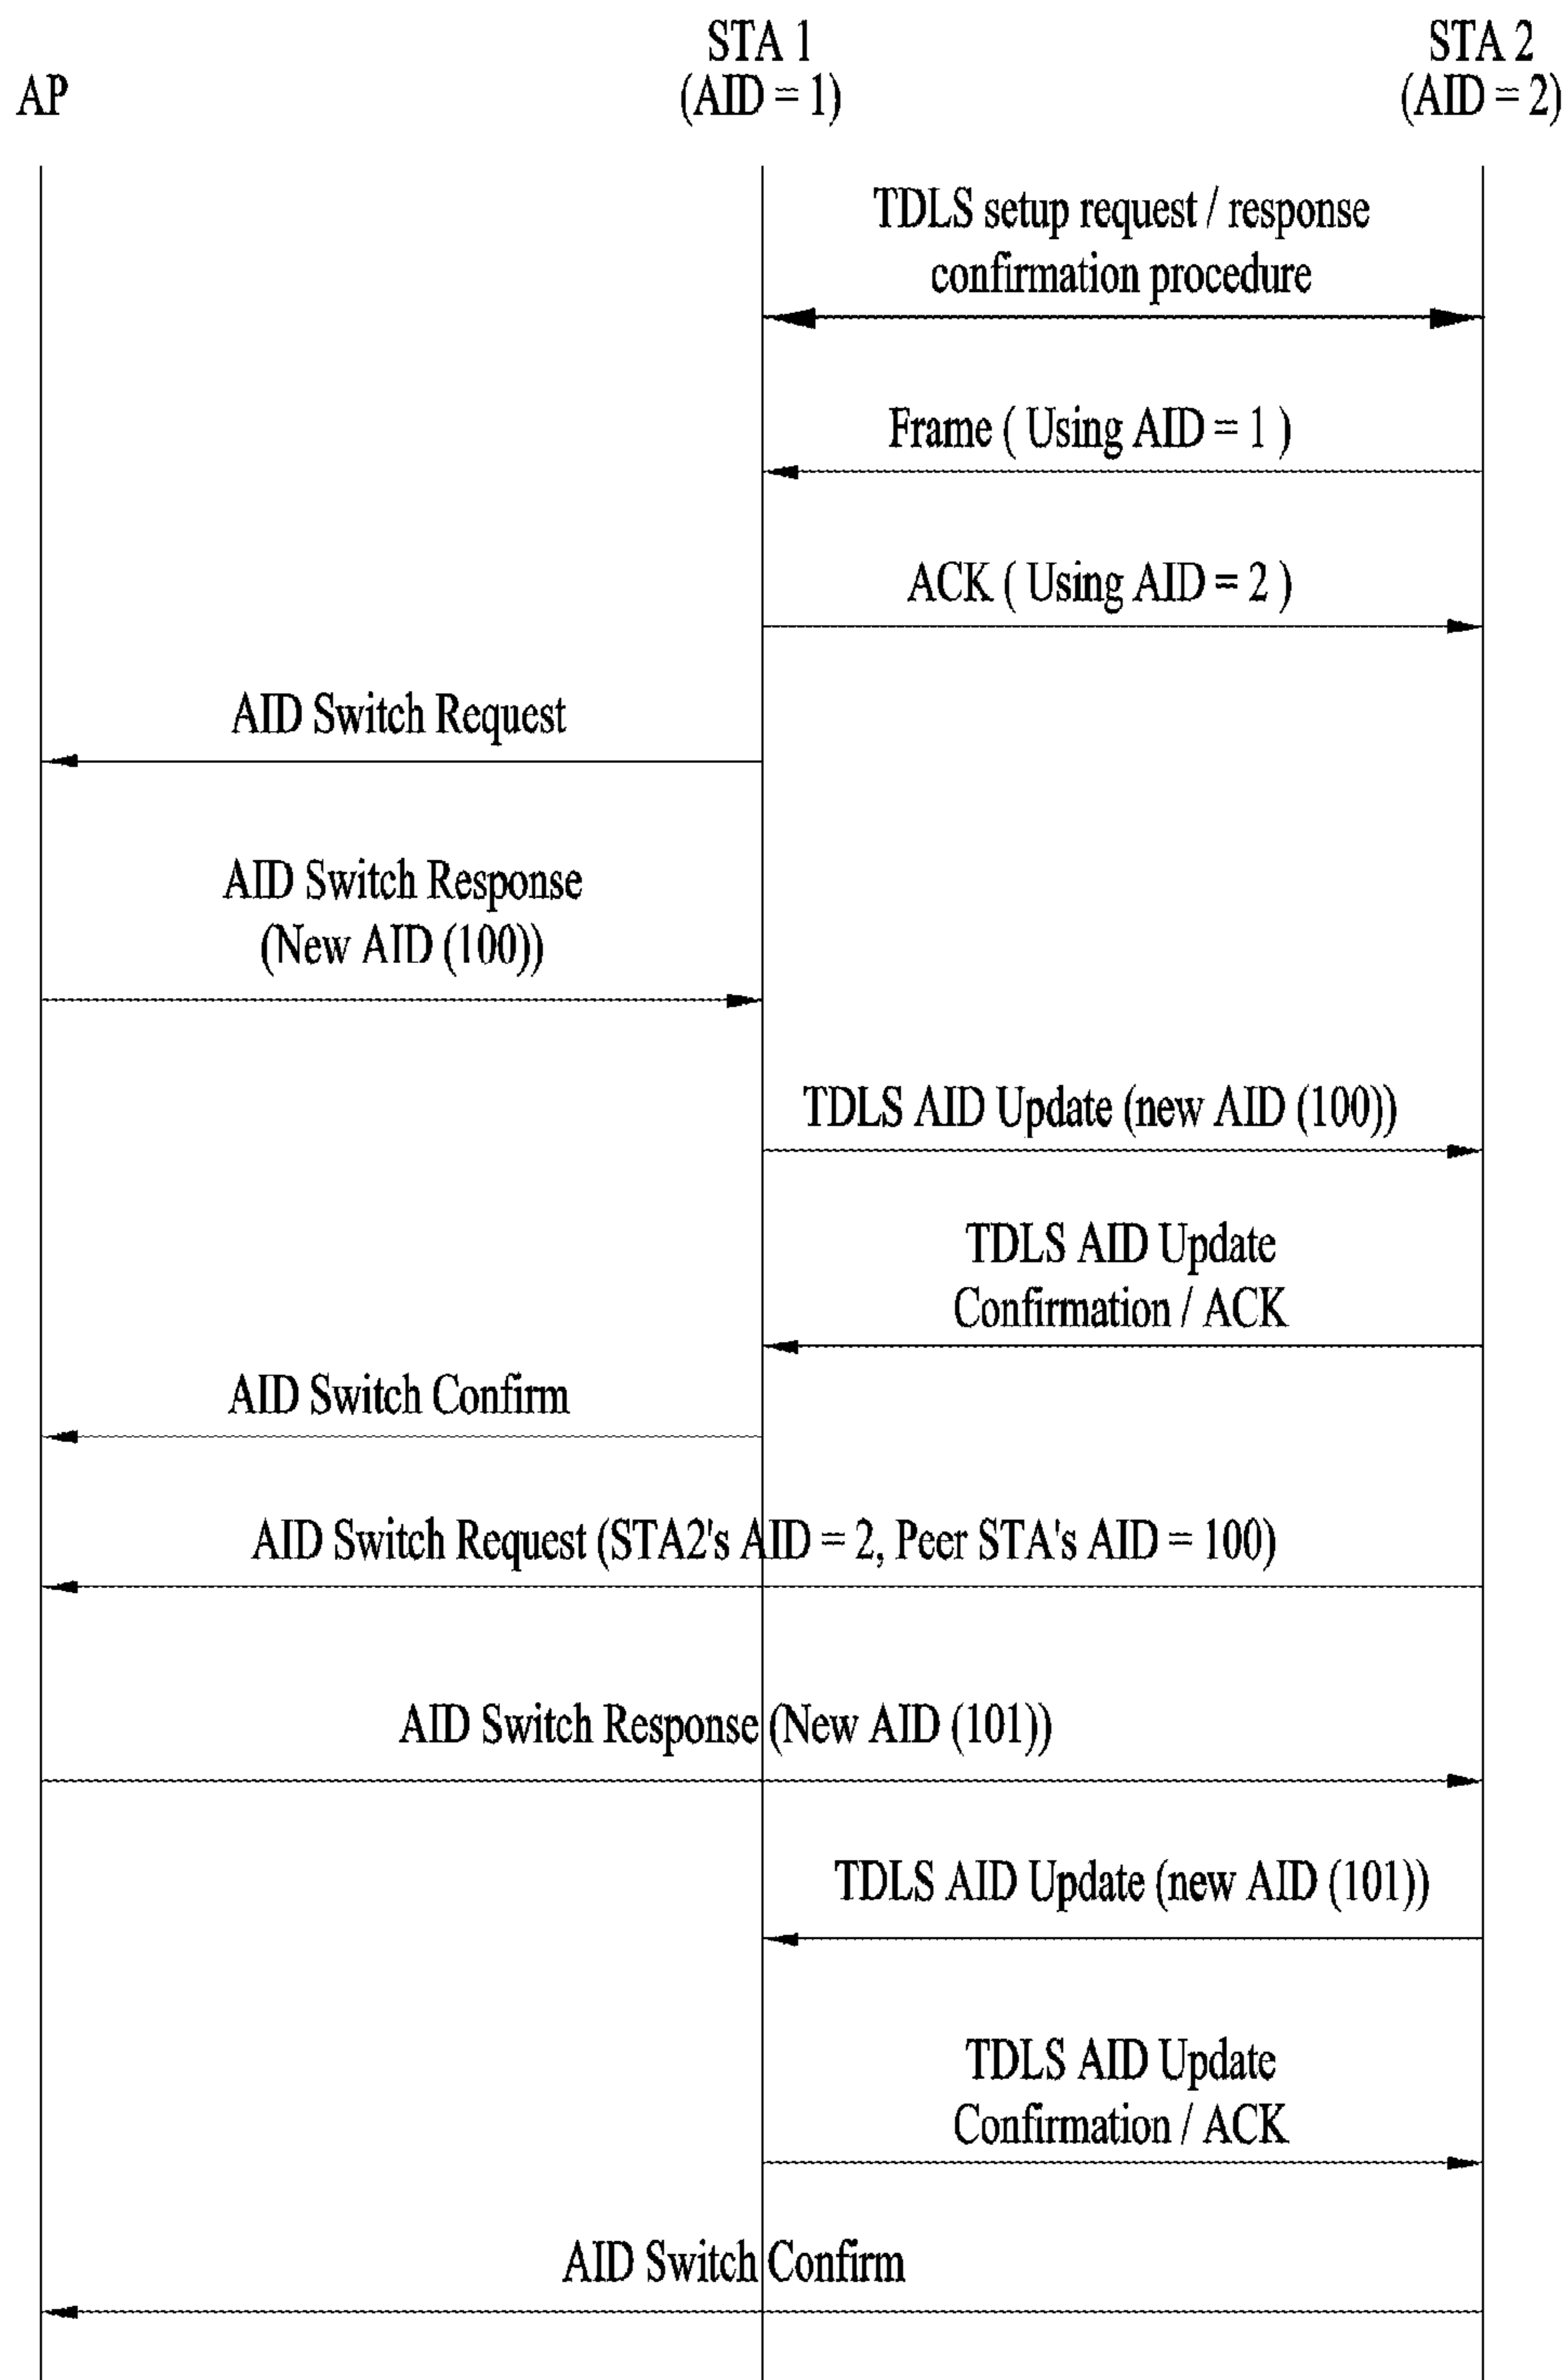 AP
STA 1
(AID = 1)
STA 2
(AID = 2)
TDLS setup request / response
confirmation procedure
Frame ( Using AID = 1 )
ACK ( Using AID = 2 )
AID Switch Request
AID Switch Response
(New AID (100))
TDLS AID Update (new AID (100))
TDLS AID Update
Confirmation / ACK
AID Switch Confirm
AID Switch Request (STA2's AID = 2, Peer STA's AID = 100)
AID Switch Response (New AID (101))
TDLS AID Update (new AID (101))
TDLS AID Update
Confirmation / ACK
AID Switch Confirm